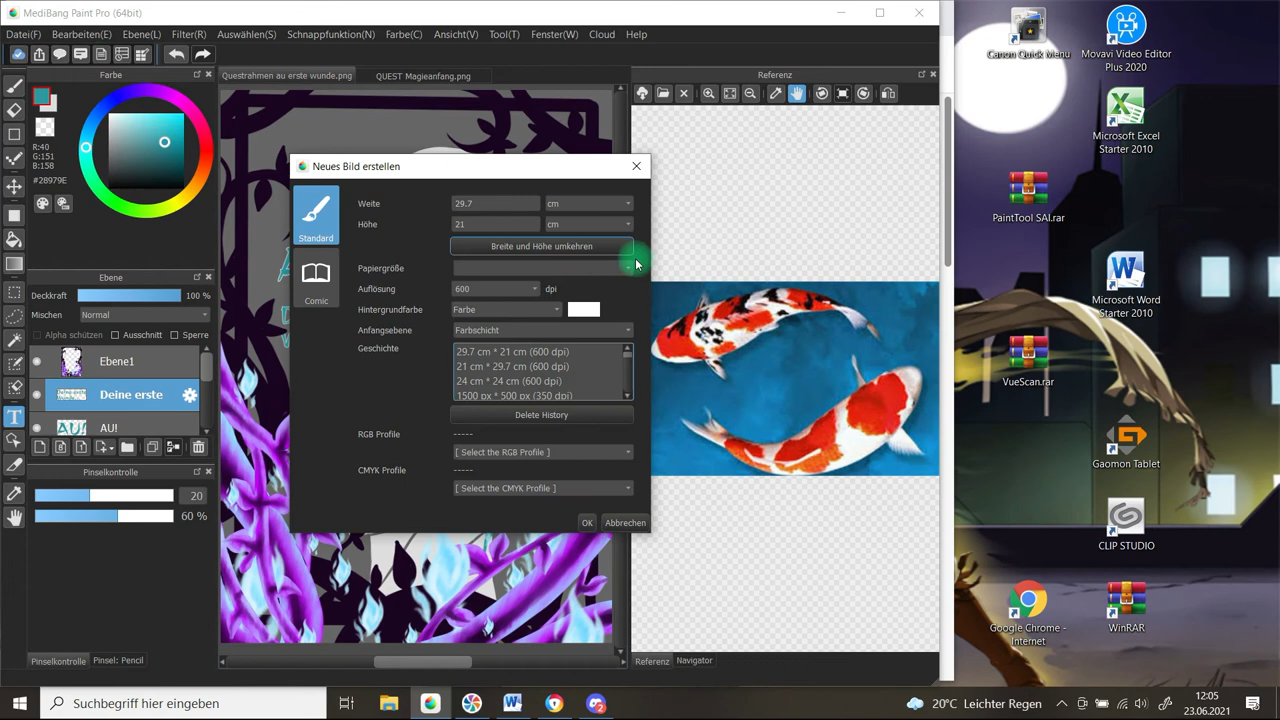 MediBang Paint Pro (64bit)
Datei(F) Bearbeiten(E) Ebene(L) Filter(R) Auswählen(S) Schnappfunktion(N) Farbe(C) Ansicht(V) Tool(T) Fenster(W) Cloud Help
Farbe
Questrahmen au erste wunde.png
QUEST Magieanfang.png
Referenz
R:40
G:151
B:158
#28979E
Ebene
Deckkraft 100 %
Mischen Normal
Alpha schützen Ausschnitt Sperre
Ebene1
Deine erste
AU!
Pinselkontrolle
20
60 %
Pinselkontrolle Pinsel: Pencil
Neues Bild erstellen
Standard
Comic
Weite 29.7 cm
Höhe 21 cm
Breite und Höhe umkehren
Papiergröße
Auflösung 600 dpi
Hintergrundfarbe Farbe
Anfangsebene Farbschicht
Geschichte
29.7 cm * 21 cm (600 dpi)
21 cm * 29.7 cm (600 dpi)
24 cm * 24 cm (600 dpi)
1500 px * 500 px (350 dpi)
Delete History
RGB Profile -----
[ Select the RGB Profile ]
CMYK Profile -----
[ Select the CMYK Profile ]
OK Abbrechen
Referenz Navigator
Canon Quick Menu
Movavi Video Editor
Plus 2020
Microsoft Excel
Starter 2010
PaintTool SAI.rar
Microsoft Word
Starter 2010
VueScan.rar
Gaomon Tablet
CLIP STUDIO
Google Chrome -
Internet
WinRAR
Suchbegriff hier eingeben
20°C Leichter Regen
12:05
23.06.2021